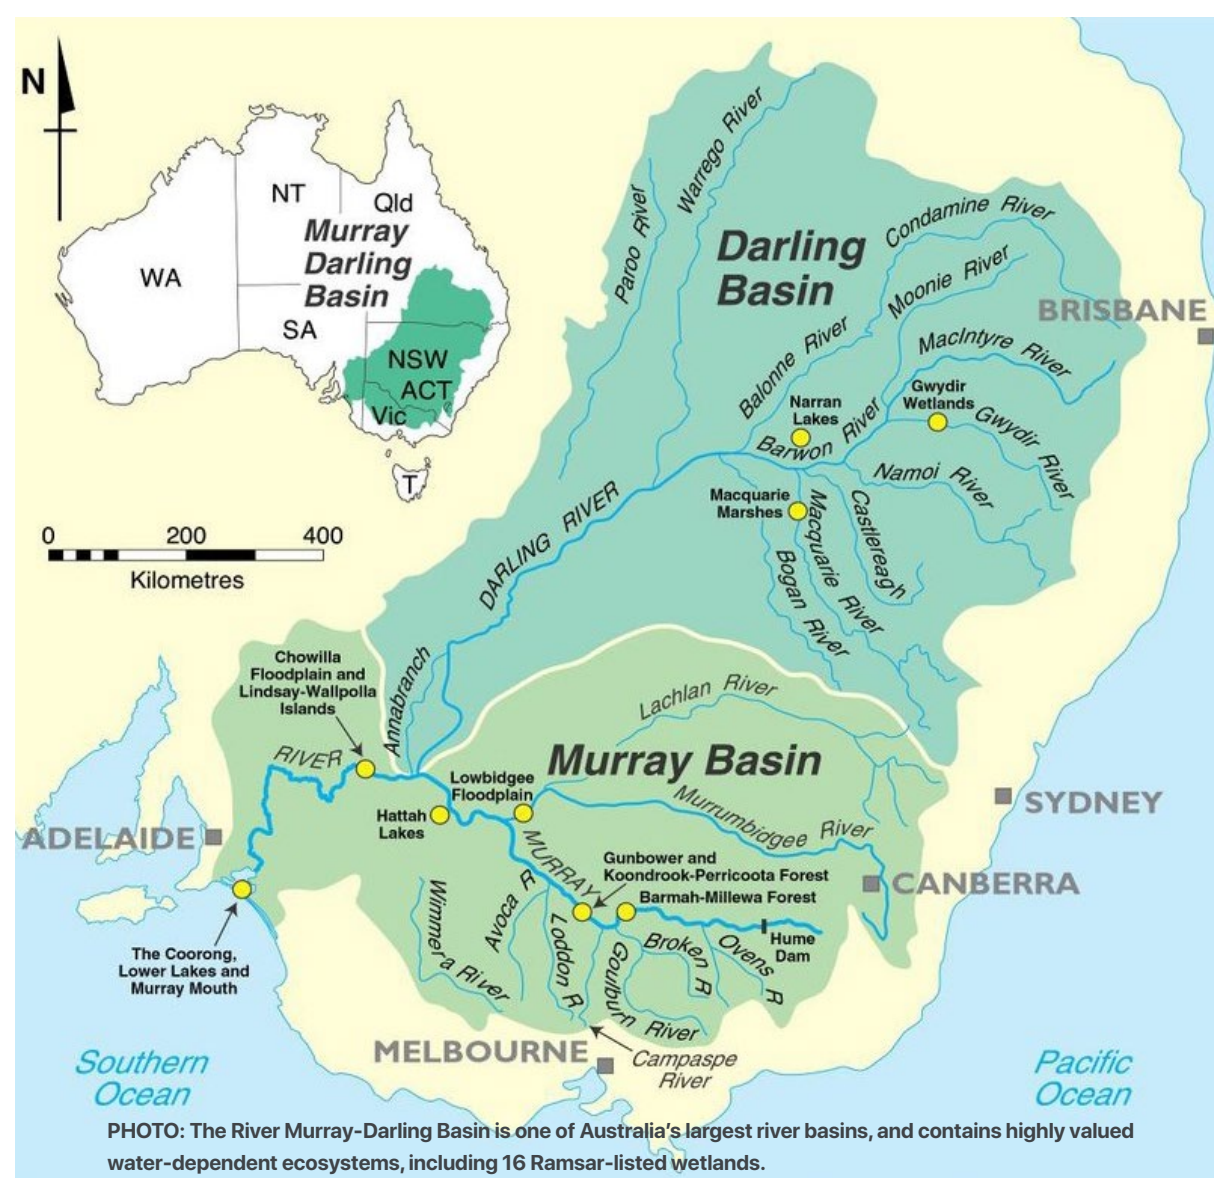 N
NT
Qld
Murray
Darling
Basin
WA
SA
NSW
ACT
Vic
T
0 200 400
Kilometres
Warrego River
Paroo River
Darling
Basin
Condamine River
Moonie River
BRISBANE
Balonne River
MacIntyre River
Narran
Lakes
Gwydir
Wetlands
Gwydir River
Barwon River
Namoi River
Macquarie
Marshes
Macquarie River
Castlereagh
Bogan River
DARLING RIVER
Annabranch
Chowilla
Floodplain and
Lindsay-Wallpolla
Islands
RIVER
Lachlan River
Murray Basin
Lowbidgee
Floodplain
Hattah
Lakes
Murrumbidgee River
SYDNEY
ADELAIDE
MURRAY
Gunbower and
Koondrook-Perricoota Forest
Barmah-Millewa Forest
CANBERRA
Hume
Dam
Wimmera River
Avoca R
Loddon R
Goulburn River
Broken R
Ovens R
The Coorong,
Lower Lakes and
Murray Mouth
MELBOURNE
Campaspe
River
Southern
Ocean
Pacific
Ocean
PHOTO: The River Murray-Darling Basin is one of Australia's largest river basins, and contains highly valued
water-dependent ecosystems, including 16 Ramsar-listed wetlands.